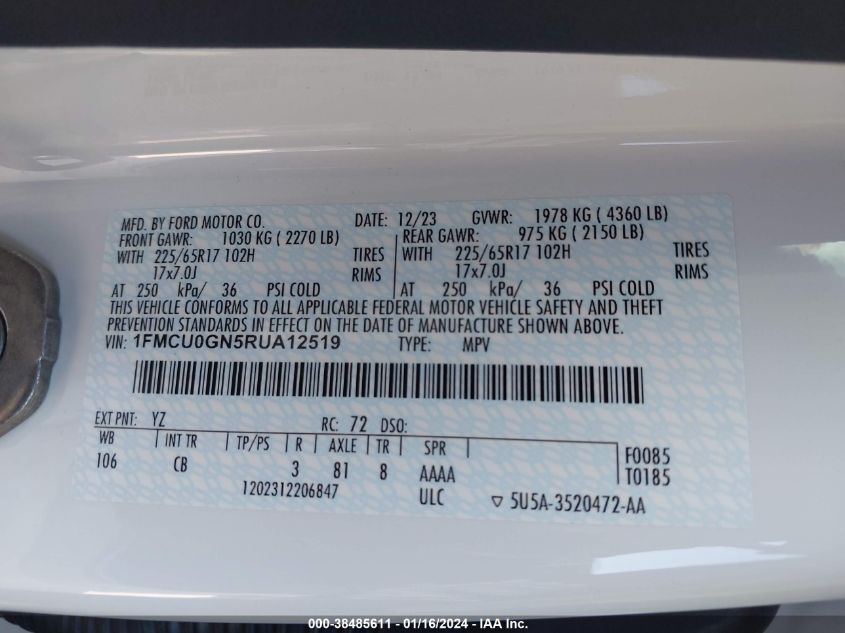 MFD. BY FORD MOTOR CO. DATE: 12/23 GVWR: 1978 KG ( 4360 LB)
FRONT GAWR: 1030 KG ( 2270 LB) REAR GAWR: 975 KG ( 2150 LB)
WITH 225/65R17 102H TIRES WITH 225/65R17 102H TIRES
17x7.0J RIMS 17x7.0J RIMS
AT 250 kPa/ 36 PSI COLD AT 250 kPa/ 36 PSI COLD
THIS VEHICLE CONFORMS TO ALL APPLICABLE FEDERAL MOTOR VEHICLE SAFETY AND THEFT
PREVENTION STANDARDS IN EFFECT ON THE DATE OF MANUFACTURE SHOWN ABOVE.
VIN: 1FMCU0GN5RUA12519 TYPE: MPV
EXT PNT: YZ RC: 72 DSO:
WB INT TR TP/PS R AXLE TR SPR F0085
106 CB 3 81 8 AAAA T0185
1202312206847 ULC ▽ 5U5A-3520472-AA
000-38485611 - 01/16/2024 - IAA Inc.